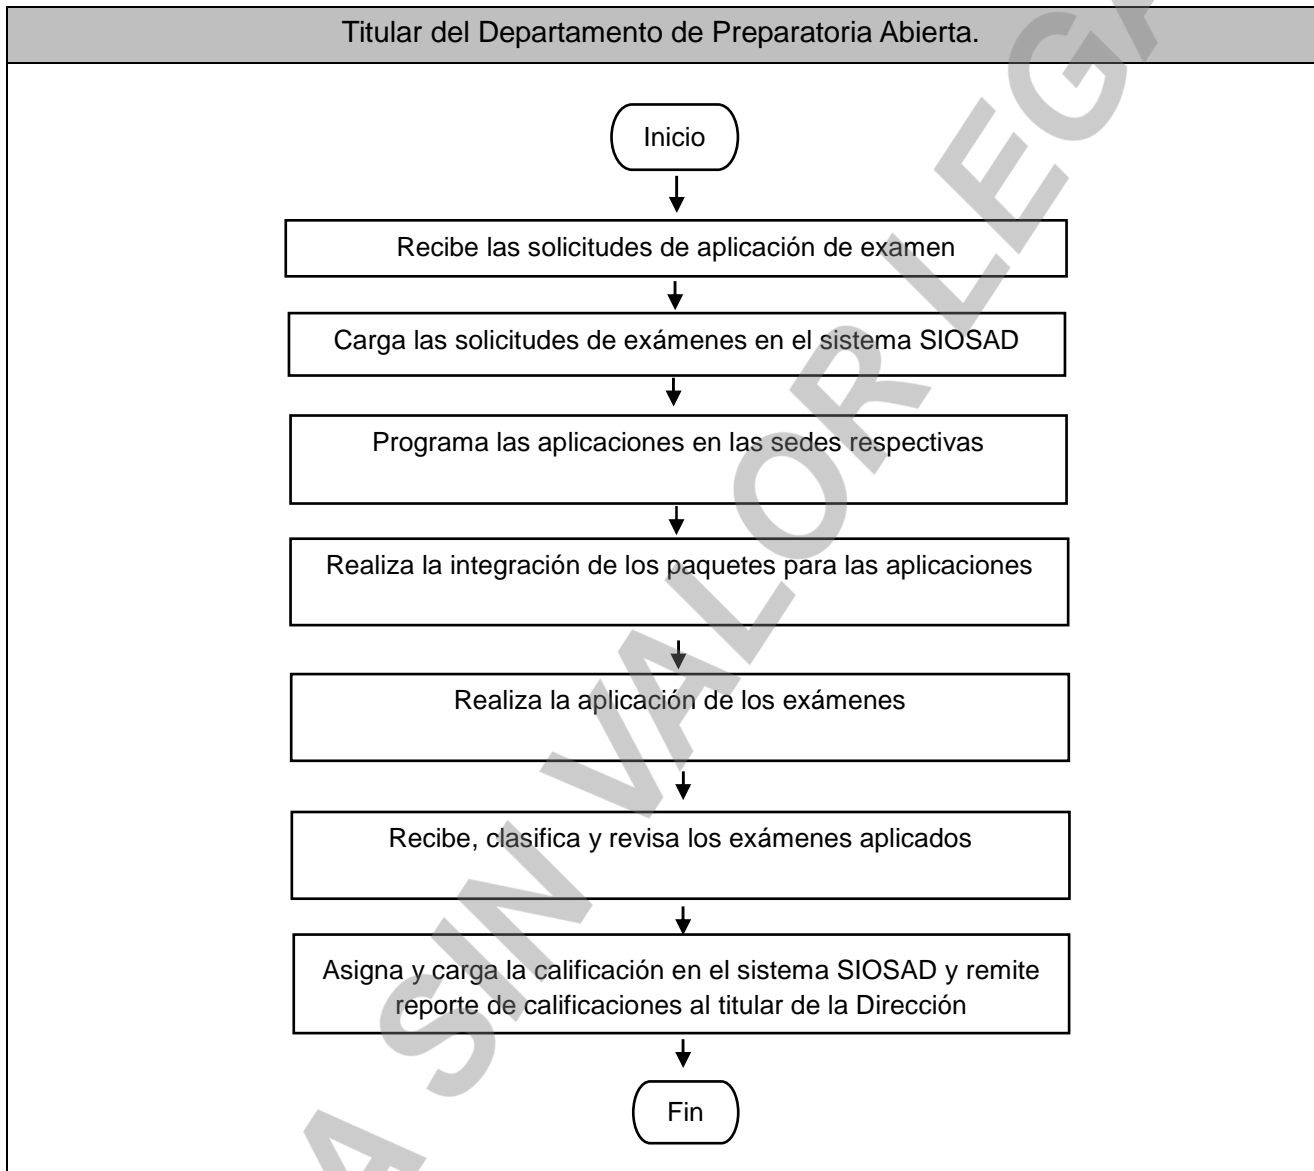 Titular del Departamento de Preparatoria Abierta.
Inicio
Recibe las solicitudes de aplicación de examen
Carga las solicitudes de exámenes en el sistema SIOSAD
Programa las aplicaciones en las sedes respectivas
Realiza la integración de los paquetes para las aplicaciones
Realiza la aplicación de los exámenes
Recibe, clasifica y revisa los exámenes aplicados
Asigna y carga la calificación en el sistema SIOSAD y remite
reporte de calificaciones al titular de la Dirección
Fin
A SIN VALOR LEGA